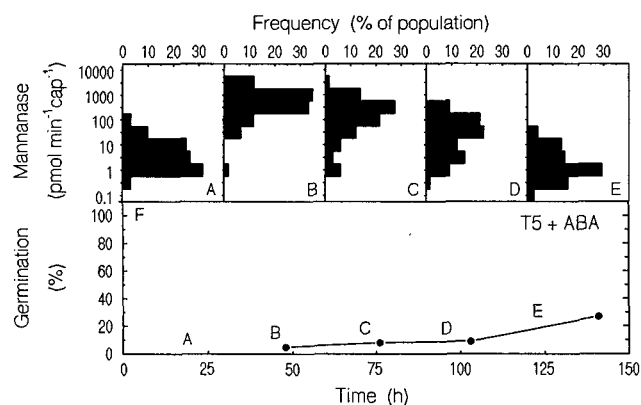 Frequency (% of population)
0 10 20 30 0 10 20 30 0 10 20 30 0 10 20 30 0 10 20 30
Mannanase
(pmol min⁻¹cap⁻¹)
10000
1000
100
10
1
0.1
A B C D E
Germination
(%)
100
80
60
40
20
0
F
T5 + ABA
A B C D E
0 25 50 75 100 125 150
Time (h)